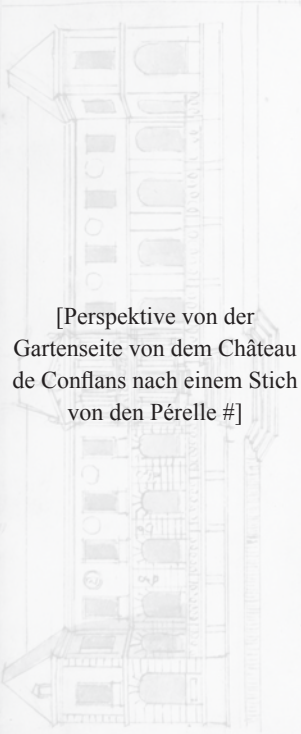 [Perspektive von der
Gartenseite von dem Château
de Conflans nach einem Stich
von den Pérelle #]